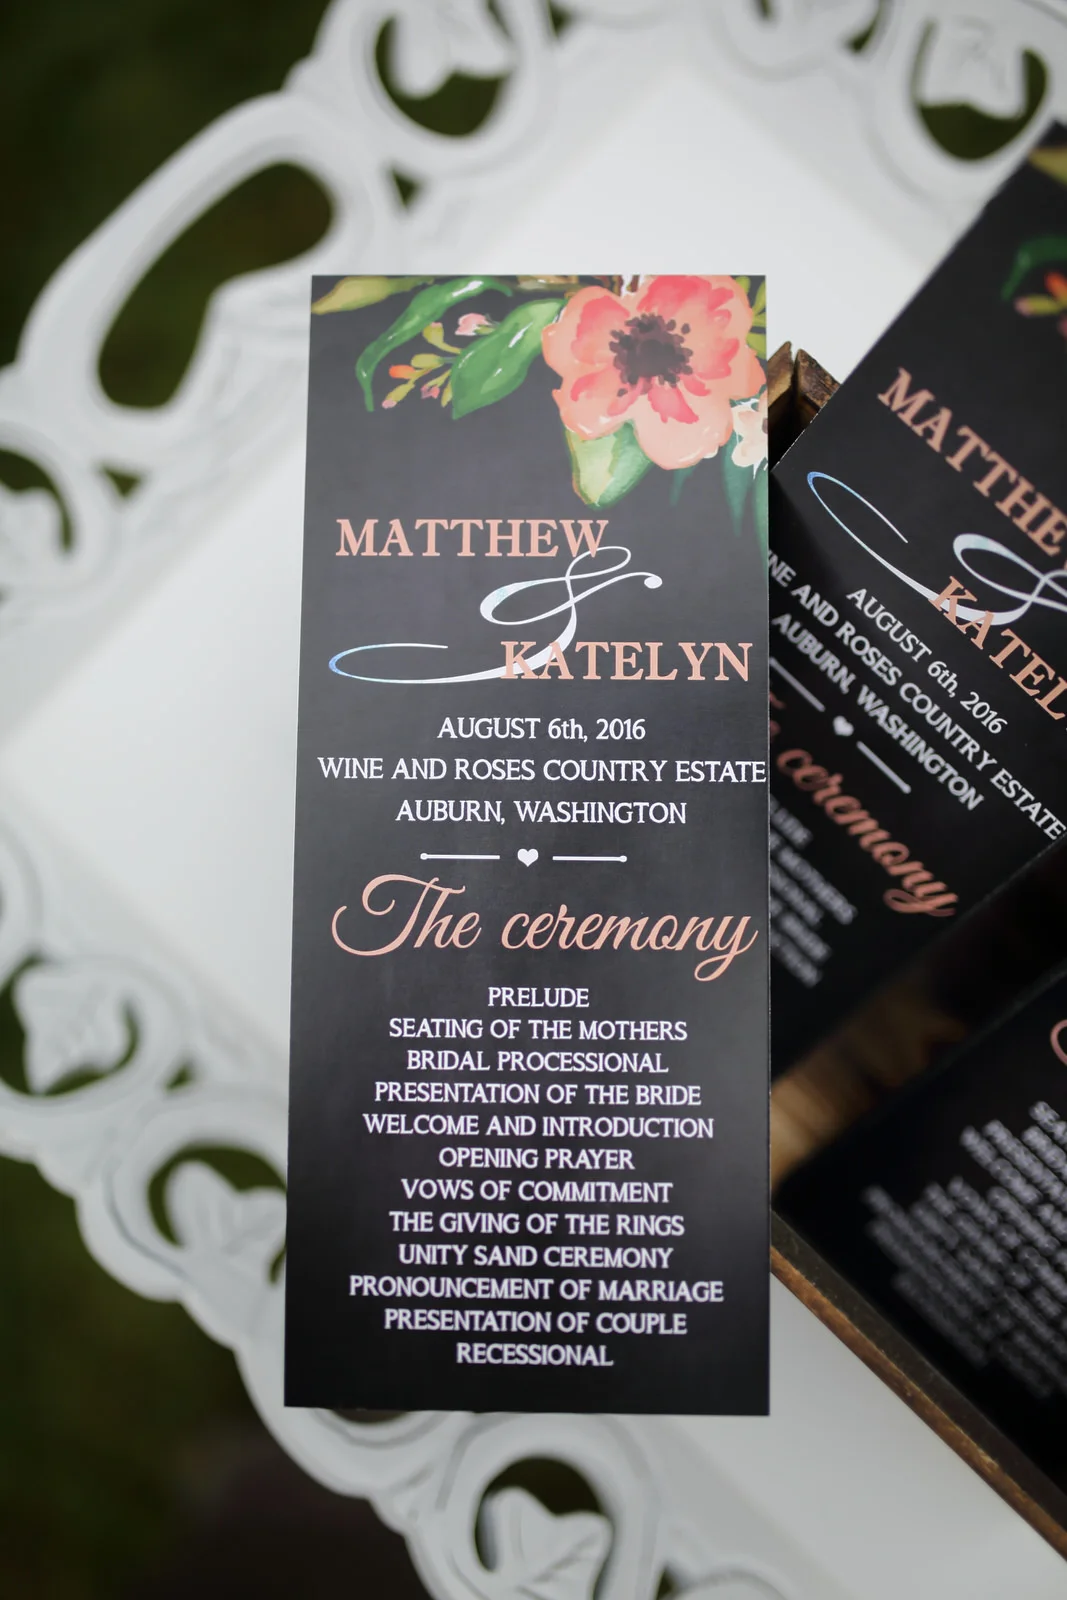 MATTHEW
&
KATELYN
AUGUST 6th, 2016
WINE AND ROSES COUNTRY ESTATE
AUBURN, WASHINGTON
The ceremony
PRELUDE
SEATING OF THE MOTHERS
BRIDAL PROCESSIONAL
PRESENTATION OF THE BRIDE
WELCOME AND INTRODUCTION
OPENING PRAYER
VOWS OF COMMITMENT
THE GIVING OF THE RINGS
UNITY SAND CEREMONY
PRONOUNCEMENT OF MARRIAGE
PRESENTATION OF COUPLE
RECESSIONAL
MATTHE
&
KATEL
AUGUST 6th, 2016
AND ROSES COUNTRY ESTATE
AUBURN, WASHINGTON
ceremony